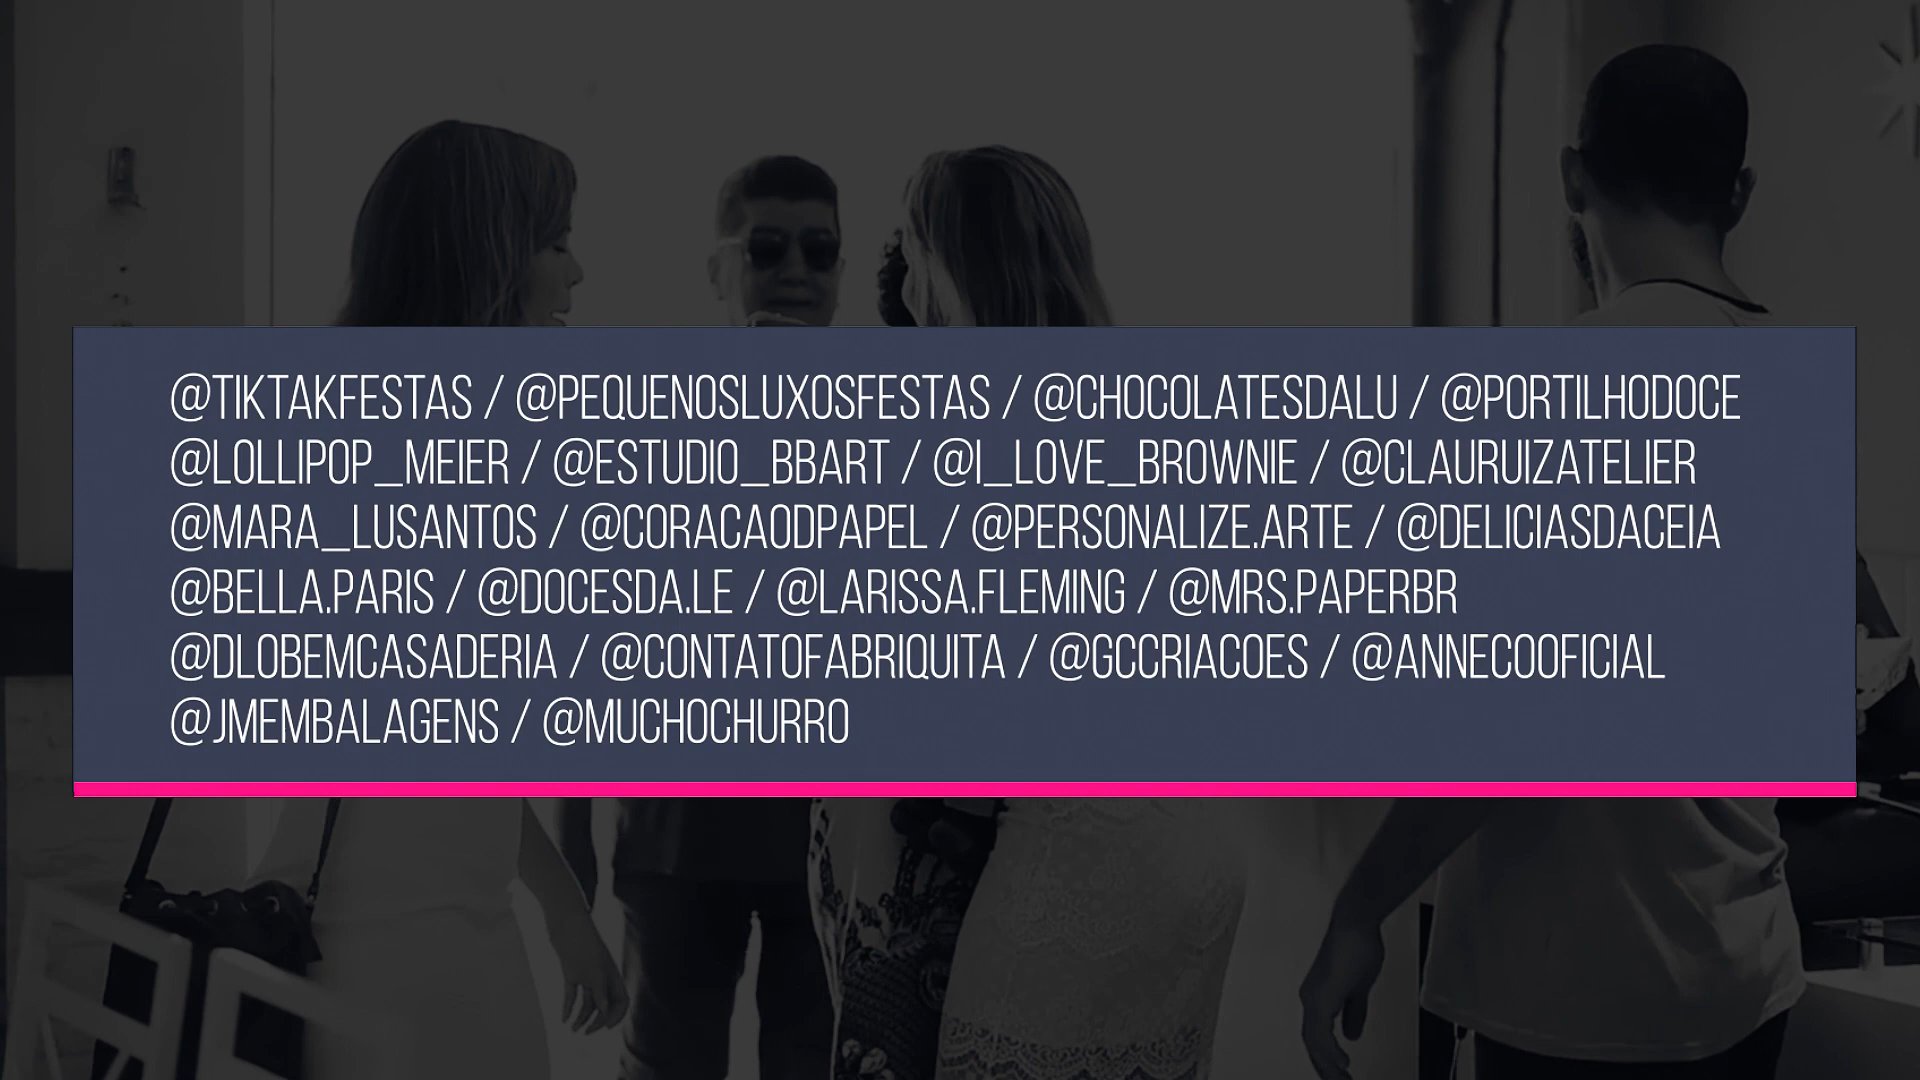 @TIKTAKFESTAS / @PEQUENOSLUXOSFESTAS / @CHOCOLATESDALU / @PORTILHODOCE
@LOLLIPOP_MEIER / @ESTUDIO_BBART / @I_LOVE_BROWNIE / @CLAURUIZATELIER
@MARA_LUSANTOS / @CORACAODPAPEL / @PERSONALIZE.ARTE / @DELICIASDACEIA
@BELLA.PARIS / @DOCESDA.LE / @LARISSA.FLEMING / @MRS.PAPERBR
@DLOBEMCASADERIA / @CONTATOFABRIQUITA / @GCCRIACOES / @ANNECOOFICIAL
@JMEMBALAGENS / @MUCHOCHURRO